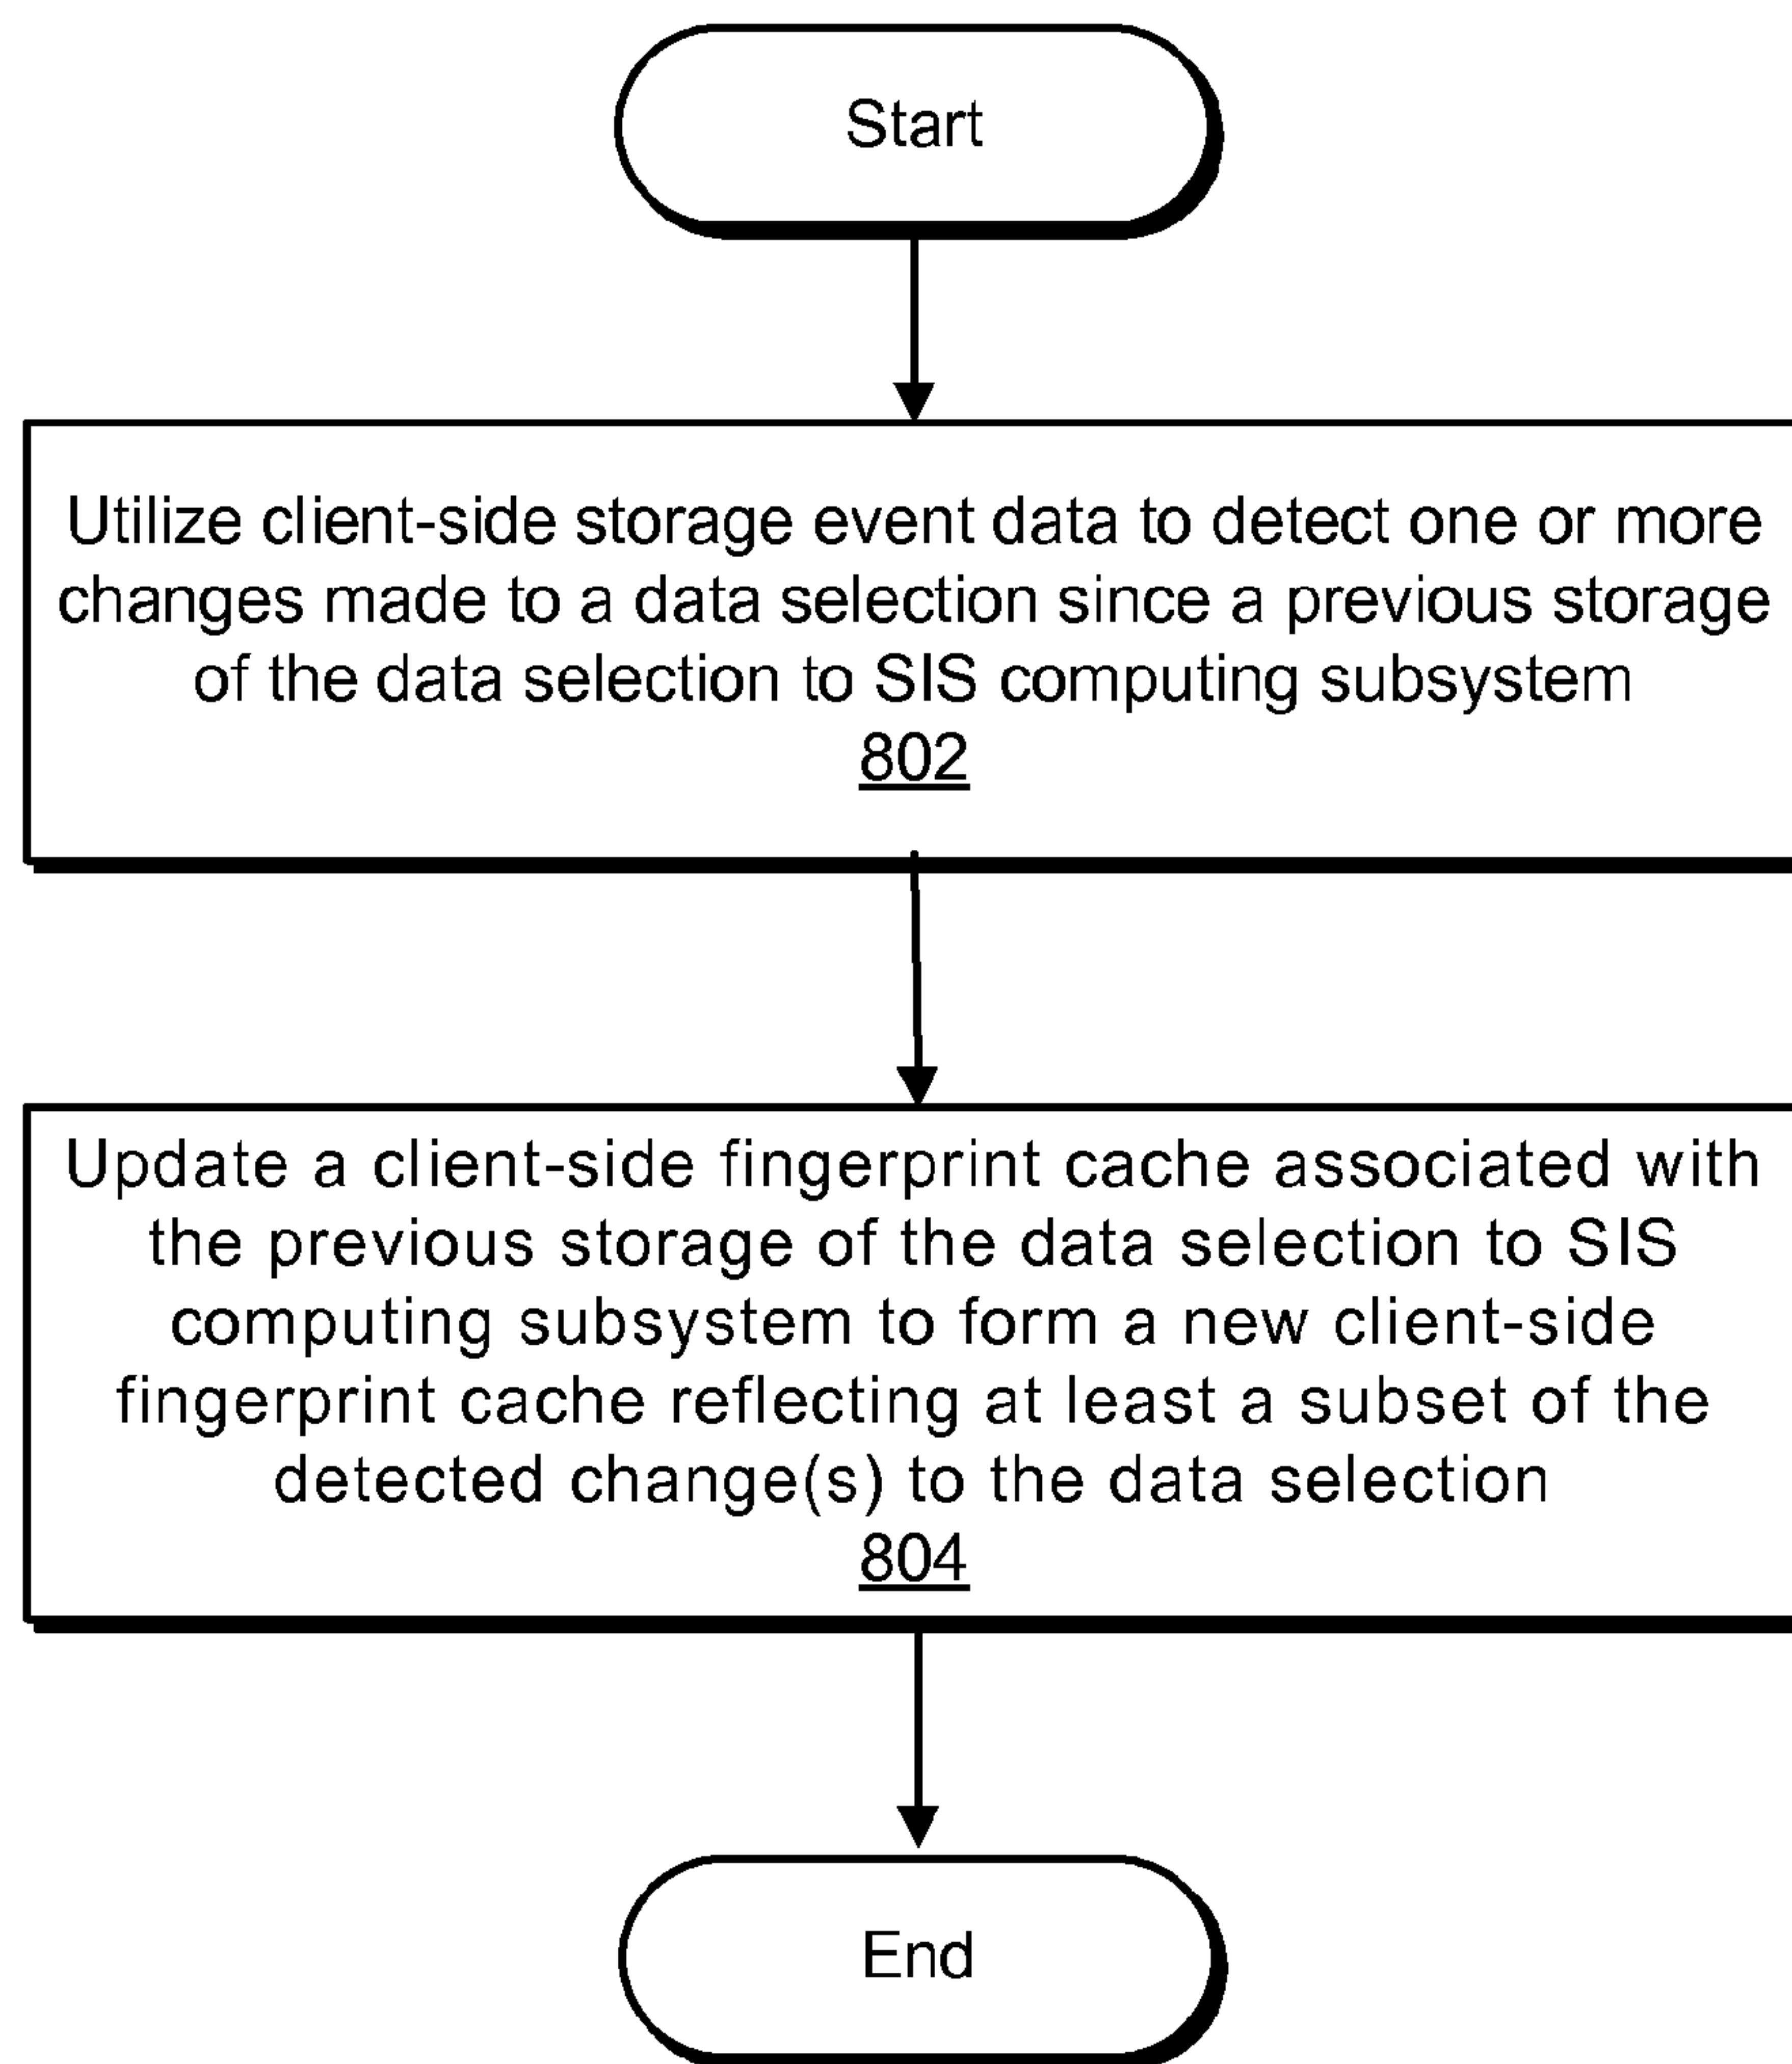 Start
Utilize client-side storage event data to detect one or more
changes made to a data selection since a previous storage
of the data selection to SIS computing subsystem
802
Update a client-side fingerprint cache associated with
the previous storage of the data selection to SIS
computing subsystem to form a new client-side
fingerprint cache reflecting at least a subset of the
detected change(s) to the data selection
804
End